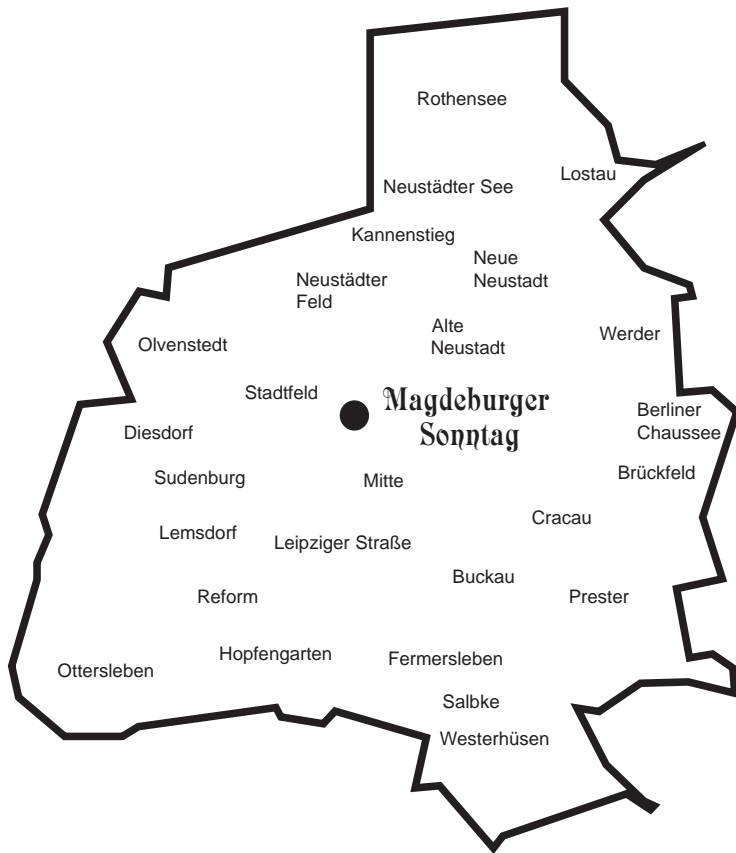 Rothensee
Lostau
Neustädter See
Kannenstieg
Neue
Neustadt
Neustädter
Feld
Alte
Neustadt
Werder
Olvenstedt
Stadtfeld
Magdeburger
Sonntag
Berliner
Chaussee
Diesdorf
Brückfeld
Sudenburg
Mitte
Cracau
Lemsdorf
Leipziger Straße
Buckau
Reform
Prester
Hopfengarten
Fermersleben
Ottersleben
Salbke
Westerhüsen